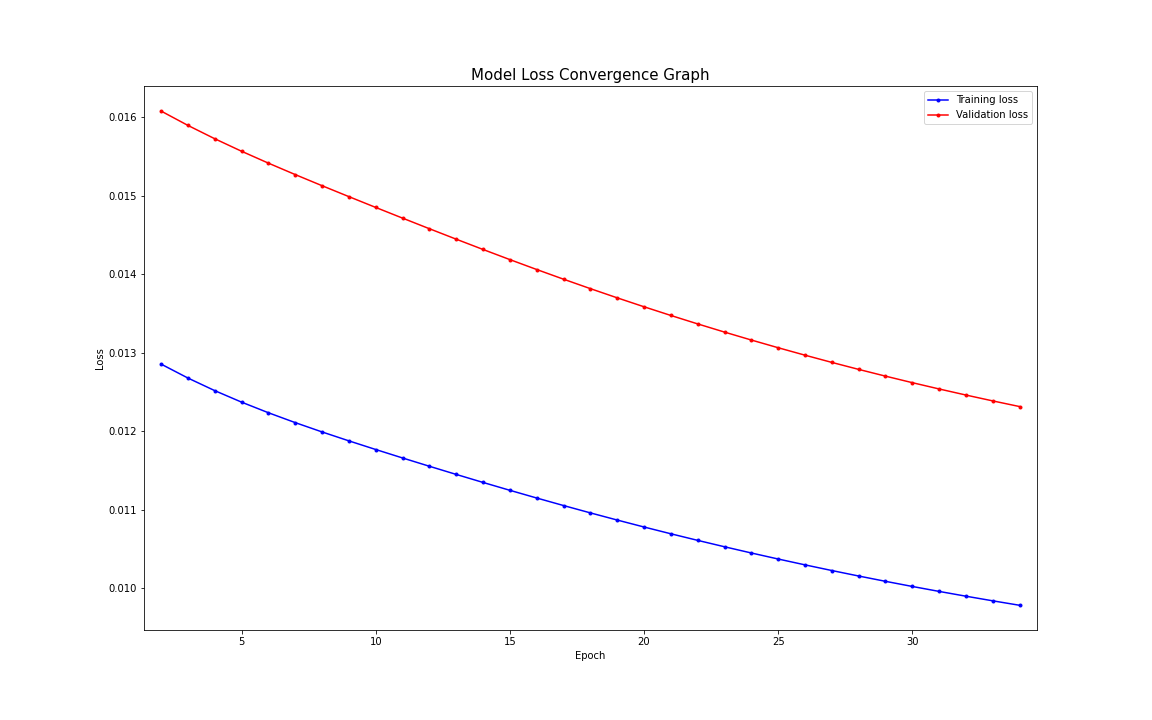 Model Loss Convergence Graph
Training loss
Validation loss
0.016
0.015
0.014
0.013
0.012
0.011
0.010
Loss
5 10 15 20 25 30
Epoch